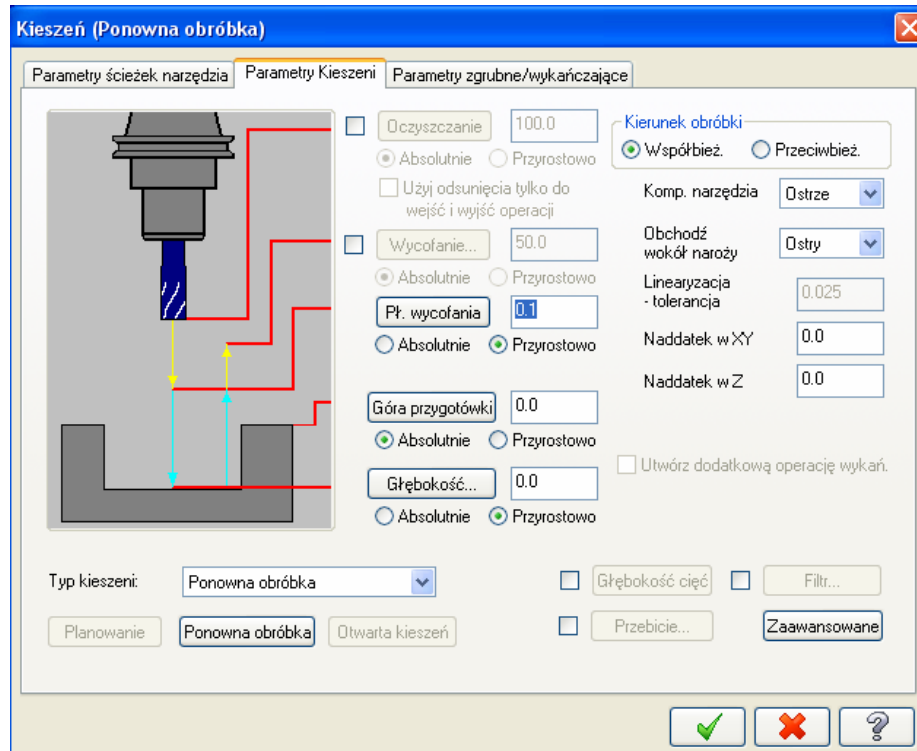 Kieszeń (Ponowna obróbka)
Parametry ścieżek narzędzia
Parametry Kieszeni
Parametry zgrubne/wykańczające
Oczyszczanie
100.0
Absolutnie
Przyrostowo
Użyj odsunięcia tylko do
wejść i wyjść operacji
Wycofanie...
50.0
Absolutnie
Przyrostowo
Pł. wycofania
0.1
Absolutnie
Przyrostowo
Góra przygotówki
0.0
Absolutnie
Przyrostowo
Głębokość...
0.0
Absolutnie
Przyrostowo
Kierunek obróbki
Współbież.
Przeciwbież.
Komp. narzędzia
Ostrze
Obchodź
wokół naroży
Ostry
Linearyzacja
- tolerancja
0.025
Naddatek w XY
0.0
Naddatek w Z
0.0
Utwórz dodatkową operację wykań.
Typ kieszeni:
Ponowna obróbka
Głębokość cięć
Filtr...
Planowanie
Ponowna obróbka
Otwarta kieszeń
Przebicie...
Zaawansowane